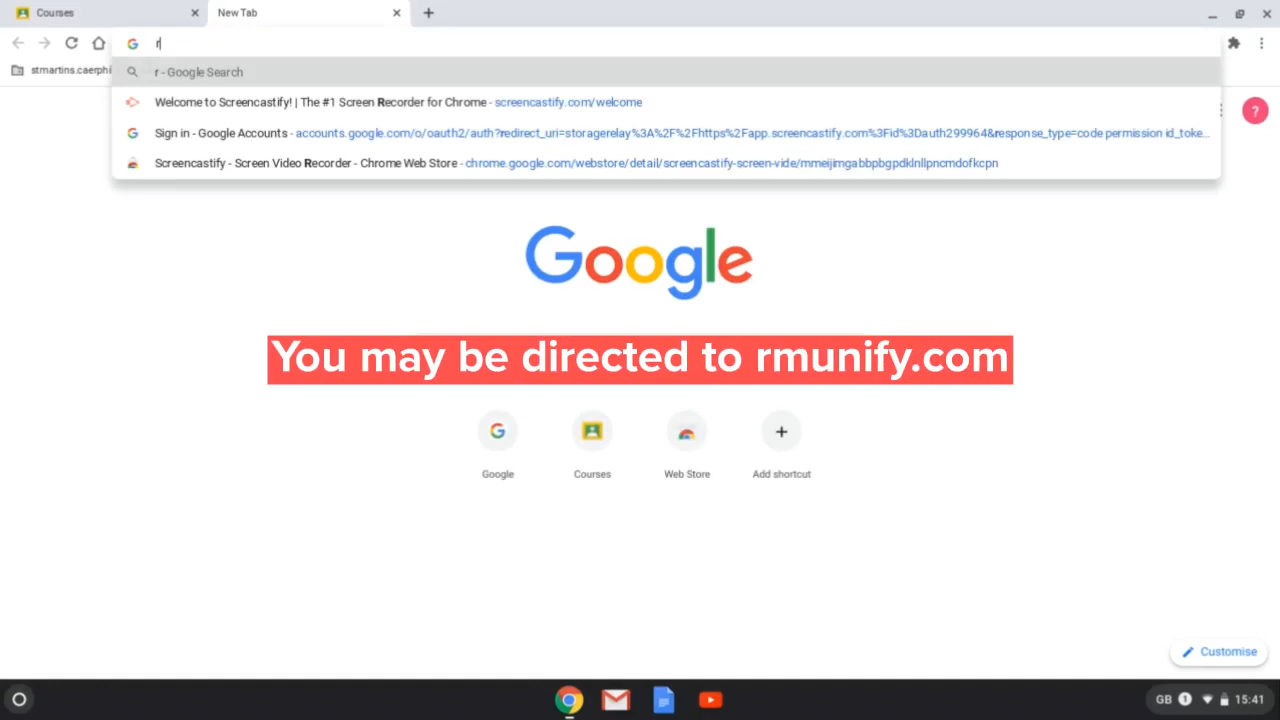 Courses
New Tab
r
stmartins.caerphi
r - Google Search
Welcome to Screencastify! | The #1 Screen Recorder for Chrome - screencastify.com/welcome
Sign in - Google Accounts - accounts.google.com/o/oauth2/auth?redirect_uri=storagerelay%3A%2F%2Fhttps%2Fapp.screencastify.com%3Fid%3Dauth299964&response_type=code permission id_toke...
Screencastify - Screen Video Recorder - Chrome Web Store - chrome.google.com/webstore/detail/screencastify-screen-vide/mmeijimgabbpbgpdklnllpncmdofkcpn
?
Google
You may be directed to rmunify.com
Google
Courses
Web Store
Add shortcut
Customise
GB 1 15:41